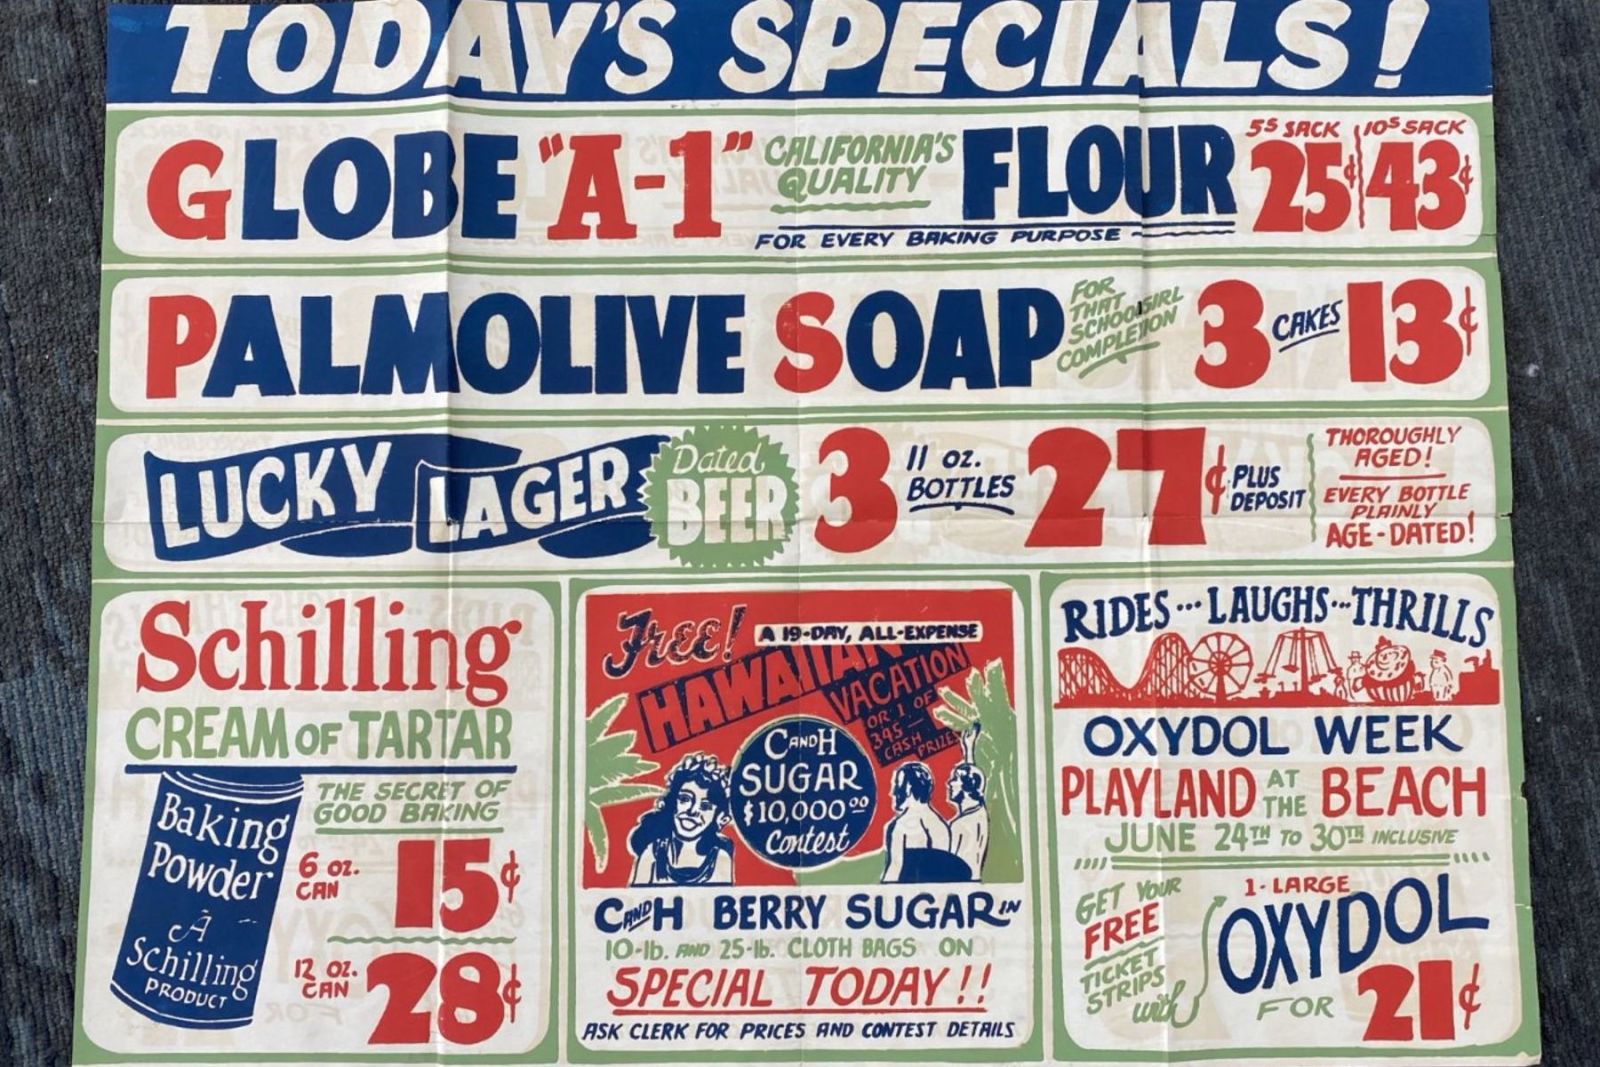 TODAY'S SPECIALS!
GLOBE "A-1" CALIFORNIA'S QUALITY FLOUR
FOR EVERY BAKING PURPOSE
5S SACK 25¢
10S SACK 43¢
PALMOLIVE SOAP
FOR THAT SCHOOLGIRL COMPLEXION
3 CAKES 13¢
LUCKY LAGER
Dated BEER
3 11 OZ. BOTTLES 27¢ PLUS DEPOSIT
THOROUGHLY AGED!
EVERY BOTTLE
PLAINLY
AGE-DATED!
Schilling
CREAM OF TARTAR
Baking
Powder
A
Schilling
PRODUCT
THE SECRET OF
GOOD BAKING
6 OZ. CAN 15¢
12 OZ. CAN 28¢
Free! A 19-DAY, ALL-EXPENSE
HAWAIIAN
VACATION
OR 1 OF
345
CASH PRIZES
C AND H
SUGAR
$10,000.00
Contest
C AND H BERRY SUGAR IN
10-lb. AND 25-lb. CLOTH BAGS ON
SPECIAL TODAY!!
ASK CLERK FOR PRICES AND CONTEST DETAILS
RIDES...LAUGHS...THRILLS
OXYDOL WEEK
PLAYLAND AT THE BEACH
JUNE 24TH TO 30TH INCLUSIVE
GET YOUR
FREE
TICKET
STRIPS
with
1-LARGE
OXYDOL
FOR 21¢